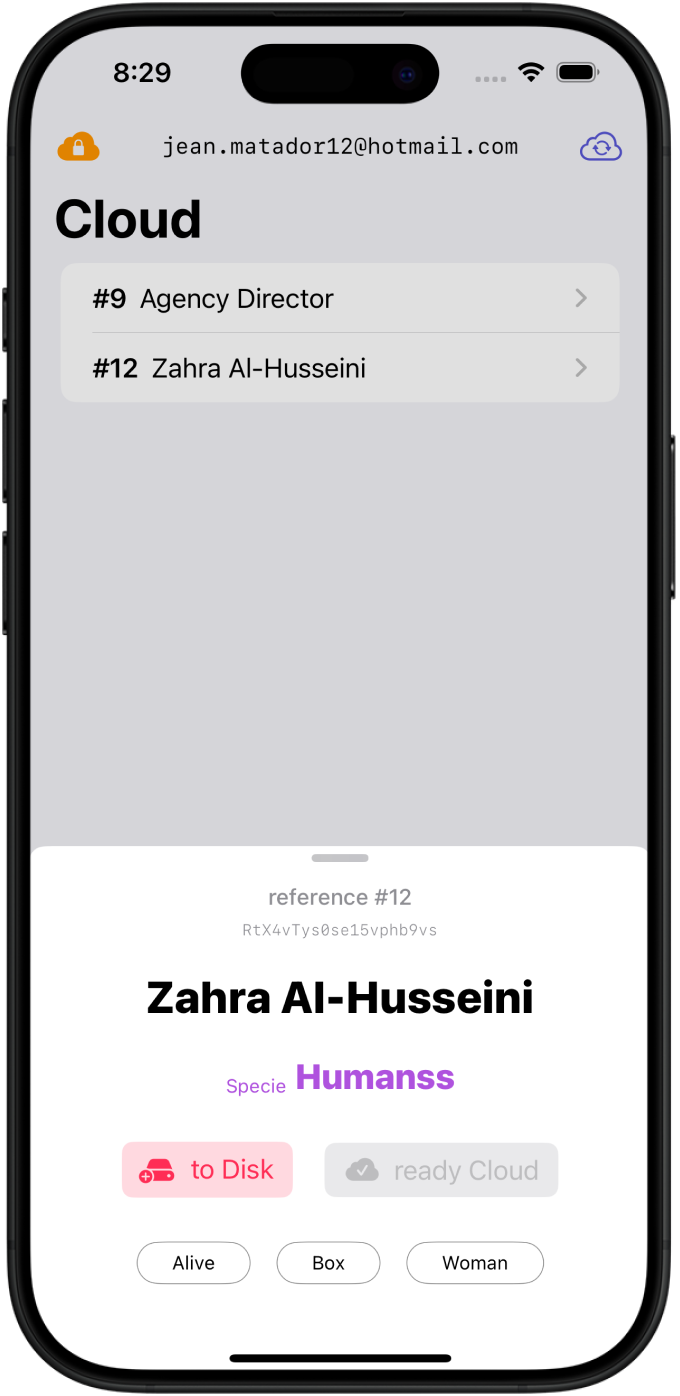 8:29
jean.matador12@hotmail.com
Cloud
#9 Agency Director
#12 Zahra Al-Husseini
reference #12
RtX4vTys0se15vphb9vs
Zahra Al-Husseini
Specie Humanss
to Disk ready Cloud
Alive Box Woman